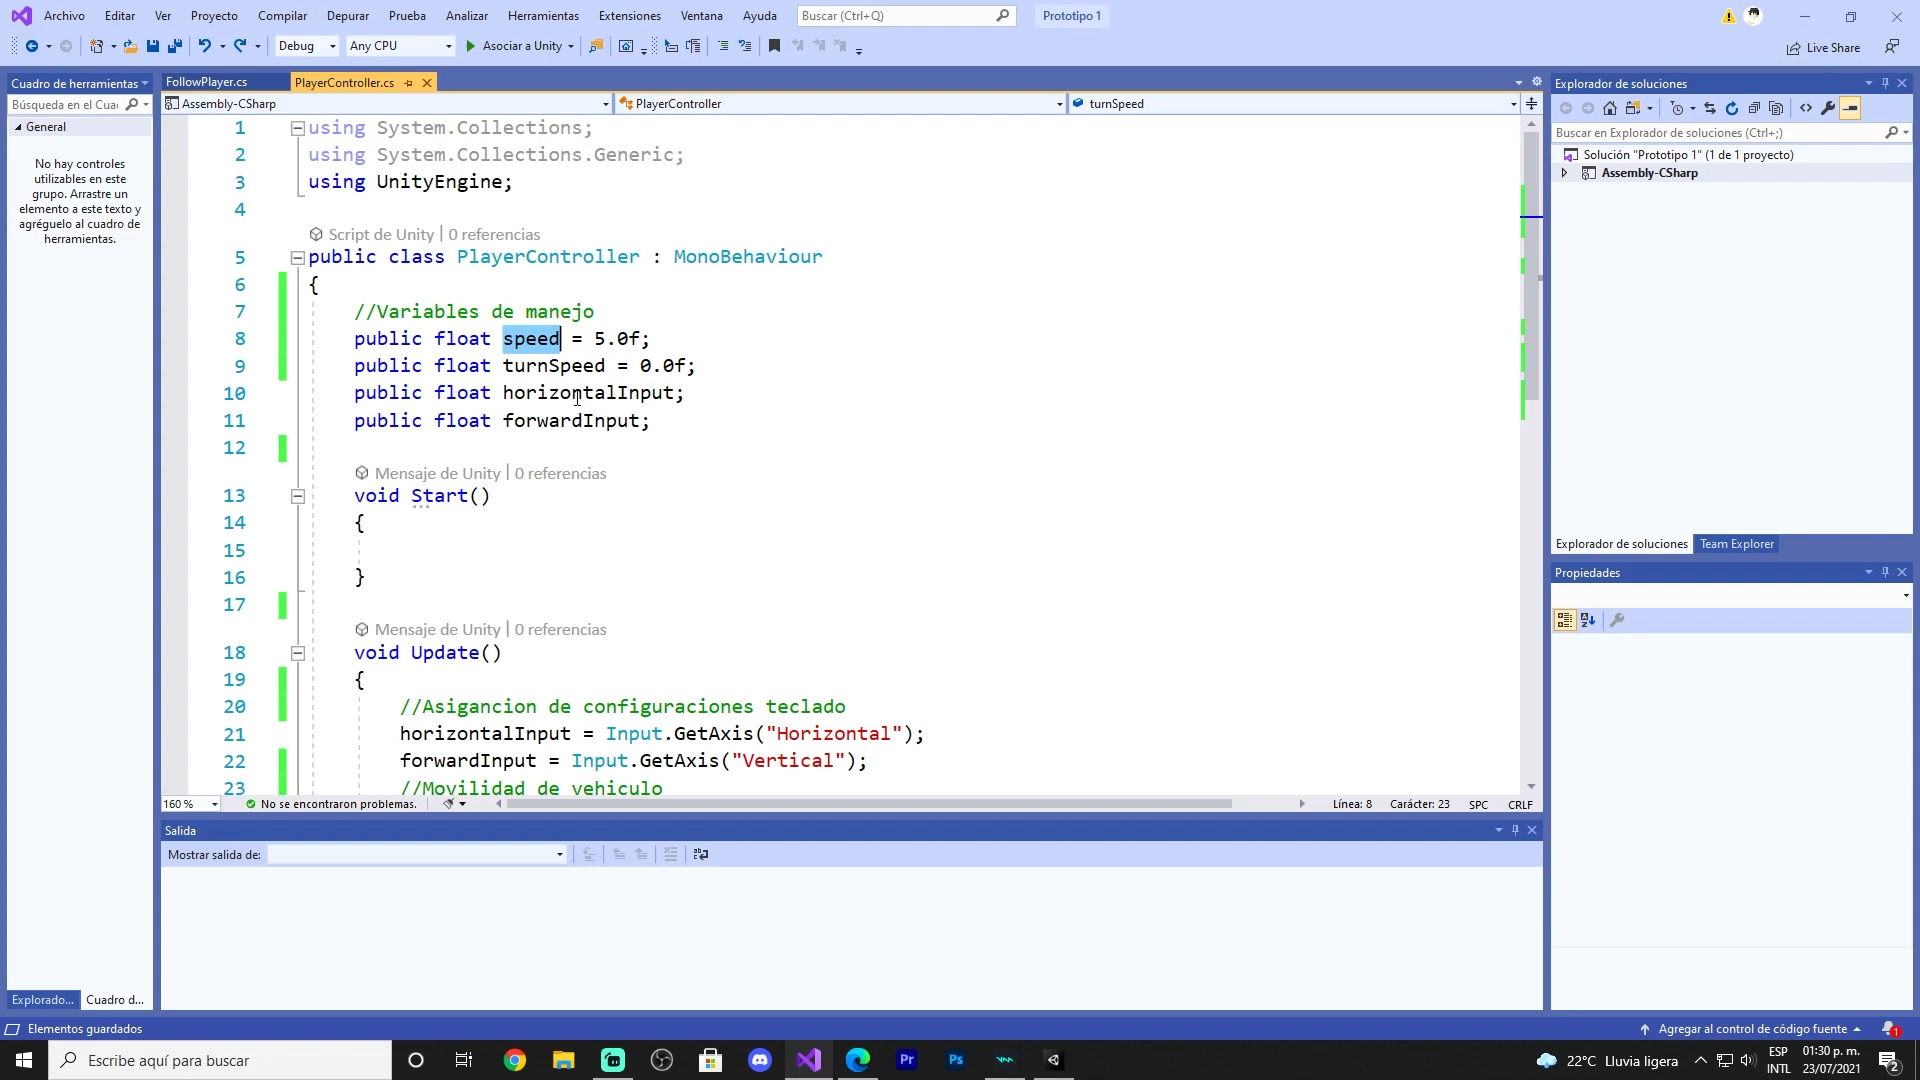 Archivo Editar Ver Proyecto Compilar Depurar Prueba Analizar Herramientas Extensiones Ventana Ayuda Buscar (Ctrl+Q) Prototipo 1
Debug Any CPU Asociar a Unity Live Share
Cuadro de herramientas
Búsqueda en el Cua
General
No hay controles
utilizables en este
grupo. Arrastre un
elemento a este texto y
agréguelo al cuadro de
herramientas.
FollowPlayer.cs PlayerController.cs
Assembly-CSharp PlayerController turnSpeed
1 using System.Collections;
2 using System.Collections.Generic;
3 using UnityEngine;
4
Script de Unity | 0 referencias
5 public class PlayerController : MonoBehaviour
6 {
7 //Variables de manejo
8 public float speed = 5.0f;
9 public float turnSpeed = 0.0f;
10 public float horizontalInput;
11 public float forwardInput;
12
Mensaje de Unity | 0 referencias
13 void Start()
14 {
15
16 }
17
Mensaje de Unity | 0 referencias
18 void Update()
19 {
20 //Asigancion de configuraciones teclado
21 horizontalInput = Input.GetAxis("Horizontal");
22 forwardInput = Input.GetAxis("Vertical");
23 //Movilidad de vehiculo
160 % No se encontraron problemas. Línea: 8 Carácter: 23 SPC CRLF
Salida
Mostrar salida de:
Explorador de soluciones
Buscar en Explorador de soluciones (Ctrl+;)
Solución "Prototipo 1" (1 de 1 proyecto)
Assembly-CSharp
Explorador de soluciones Team Explorer
Propiedades
Explorado... Cuadro d...
Elementos guardados Agregar al control de código fuente 1
Escribe aquí para buscar Pr Ps 22°C Lluvia ligera ESP INTL 01:30 p. m. 23/07/2021 2